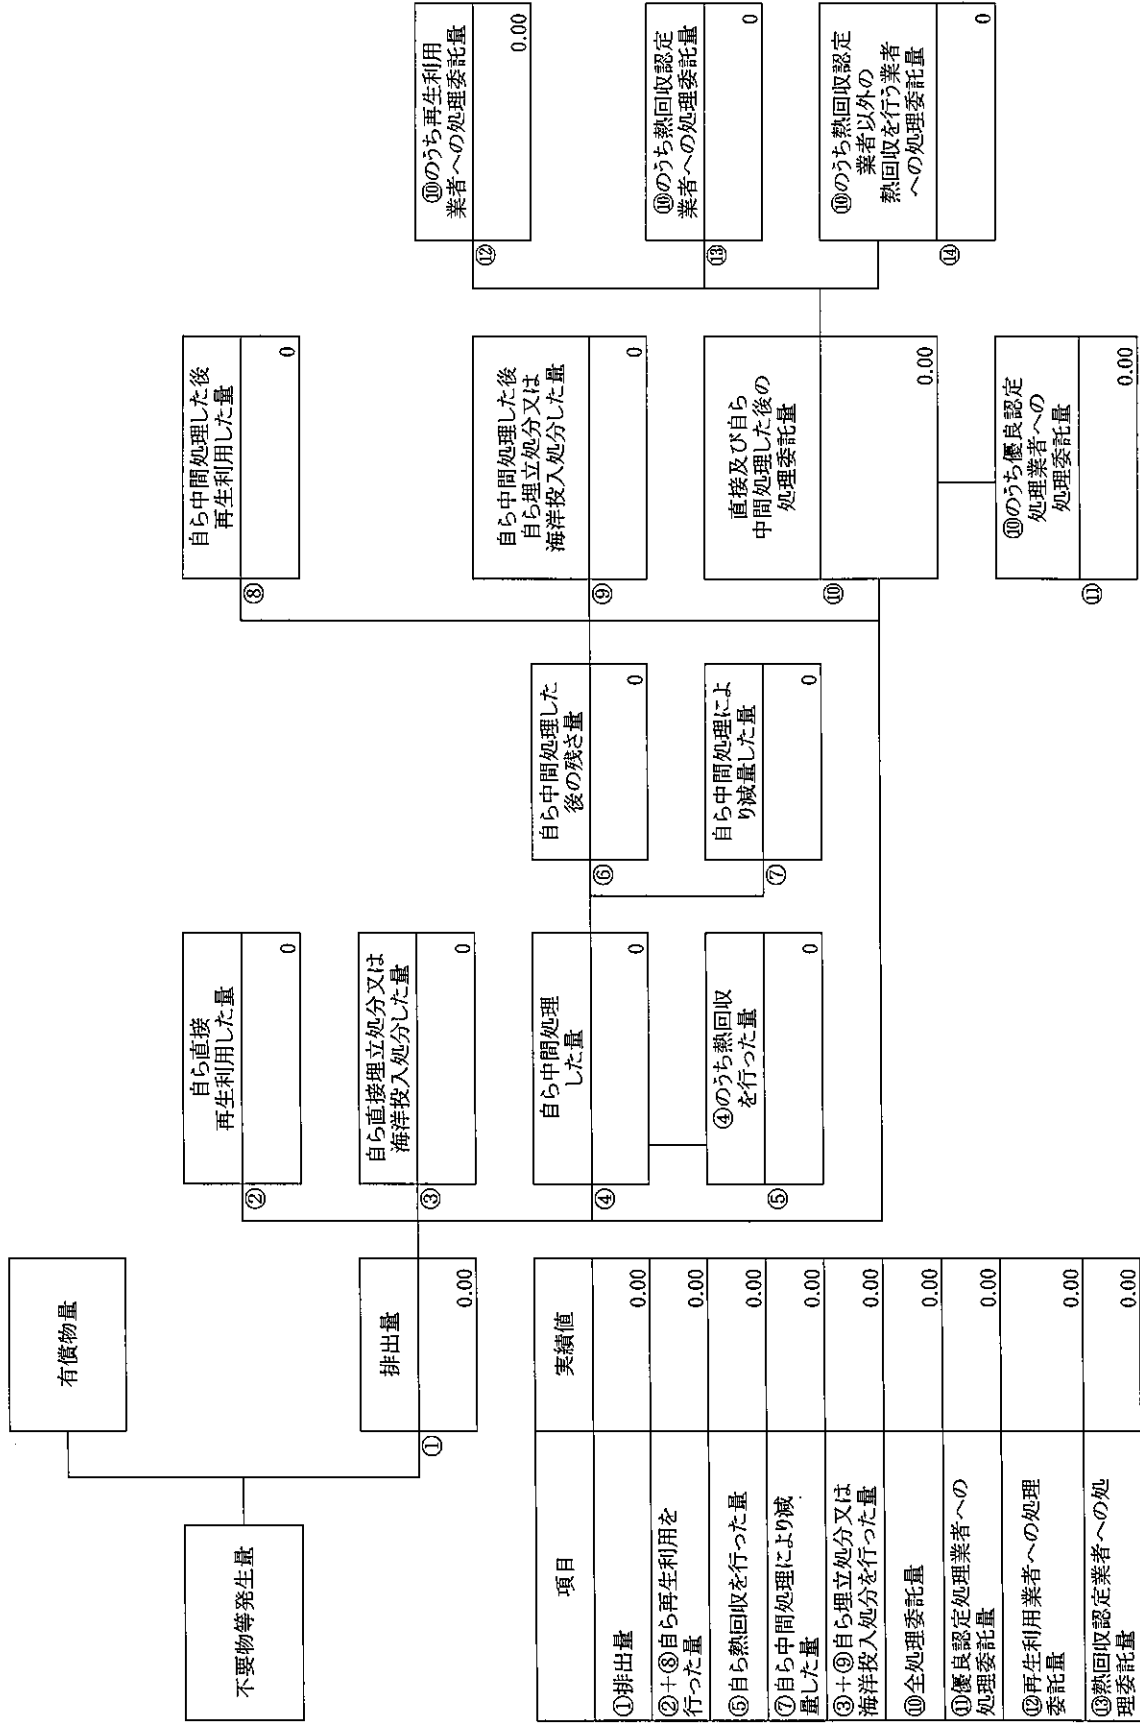 不要物等発生量
有償物量
排出量
①
0.00
自ら直接
再生利用した量
②
0
自ら直接埋立処分又は
海洋投入処分した量
③
0
自ら中間処理
した量
④
0
④のうち熱回収
を行った量
⑤
0
自ら中間処理した
後の残さ量
⑥
0
自ら中間処理によ
り減量した量
⑦
0
自ら中間処理した後
再生利用した量
⑧
0
自ら中間処理した後
自ら埋立処分又は
海洋投入処分した量
⑨
0
直接及び自ら
中間処理した後の
処理委託量
⑩
0.00
⑩のうち優良認定
処理業者への
処理委託量
⑪
0.00
⑩のうち再生利用
業者への処理委託量
⑫
0.00
⑩のうち熱回収認定
業者への処理委託量
⑬
0
⑩のうち熱回収認定
業者以外の
熱回収を行う業者
への処理委託量
⑭
0
項目 実績値
①排出量 0.00
②+⑧自ら再生利用を
行った量 0.00
⑤自ら熱回収を行った量 0.00
⑦自ら中間処理により減
量した量 0.00
③+⑨自ら埋立処分又は
海洋投入処分を行った量 0.00
⑩全処理委託量 0.00
⑪優良認定処理業者への
処理委託量 0.00
⑫再生利用業者への処理
委託量 0.00
⑬熱回収認定業者への処
理委託量 0.00